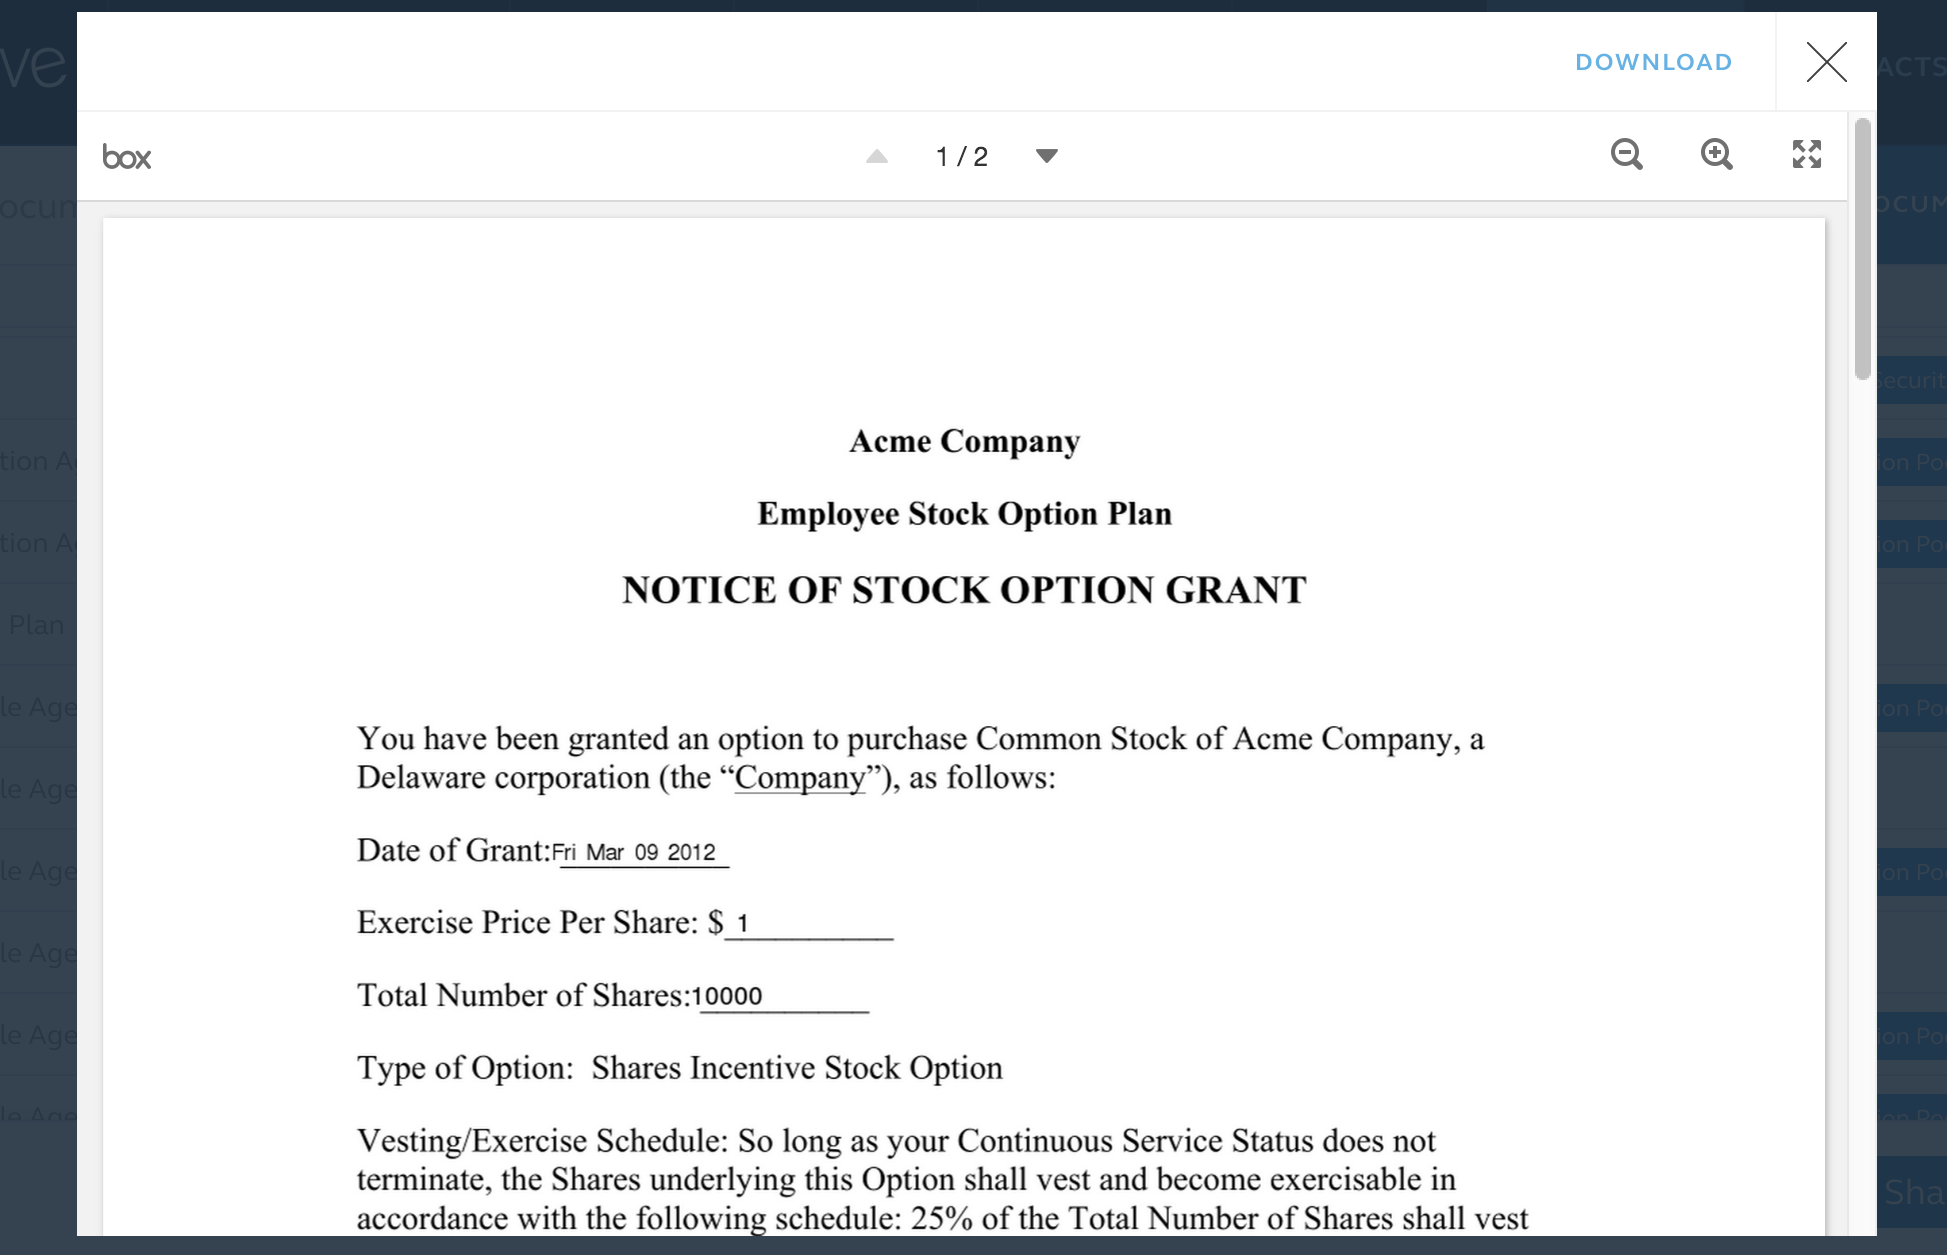 ve
DOWNLOAD
ACTS
box
1 / 2
Acme Company
Employee Stock Option Plan
NOTICE OF STOCK OPTION GRANT
Plan
You have been granted an option to purchase Common Stock of Acme Company, a
Delaware corporation (the “Company”), as follows:
Date of Grant:Fri Mar 09 2012
Exercise Price Per Share: $ 1
Total Number of Shares:10000
Type of Option: Shares Incentive Stock Option
Vesting/Exercise Schedule: So long as your Continuous Service Status does not
terminate, the Shares underlying this Option shall vest and become exercisable in
accordance with the following schedule: 25% of the Total Number of Shares shall vest
Sha